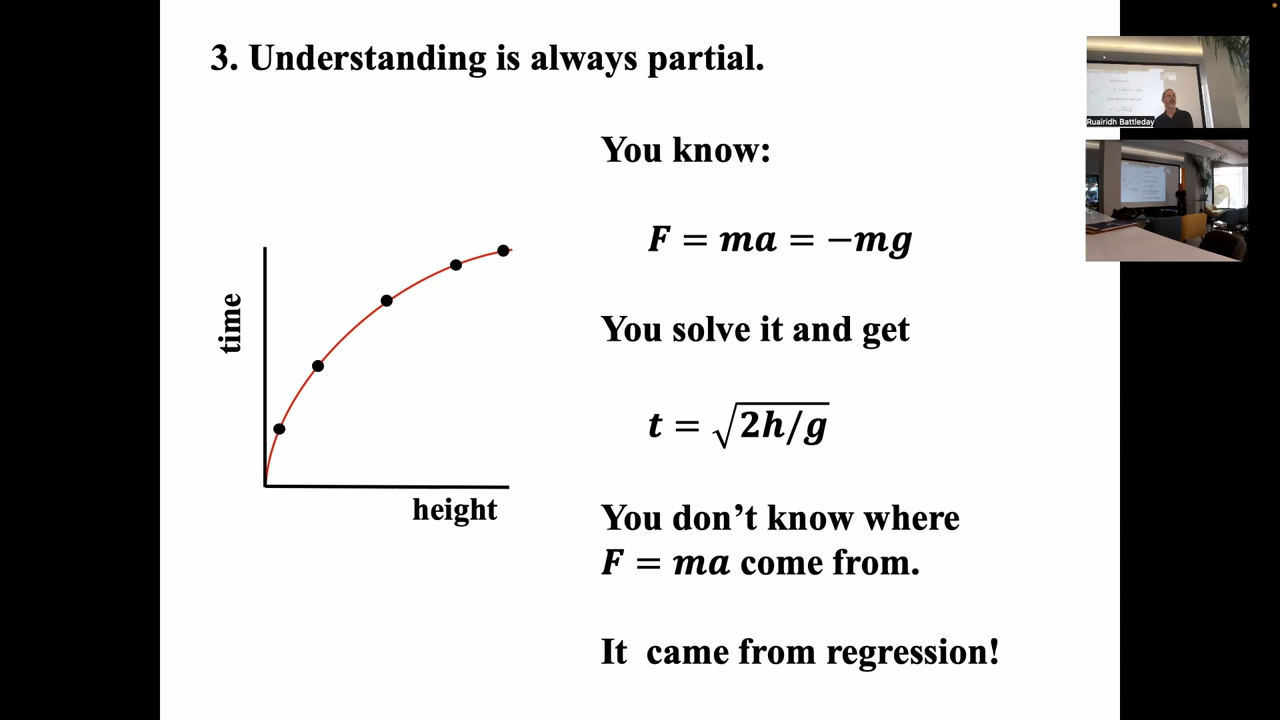 3. Understanding is always partial.
You know:
F = ma = −mg
You solve it and get
t = √2h/g
You don’t know where
F = ma come from.
It came from regression!
time
height
Ruairidh Battleday